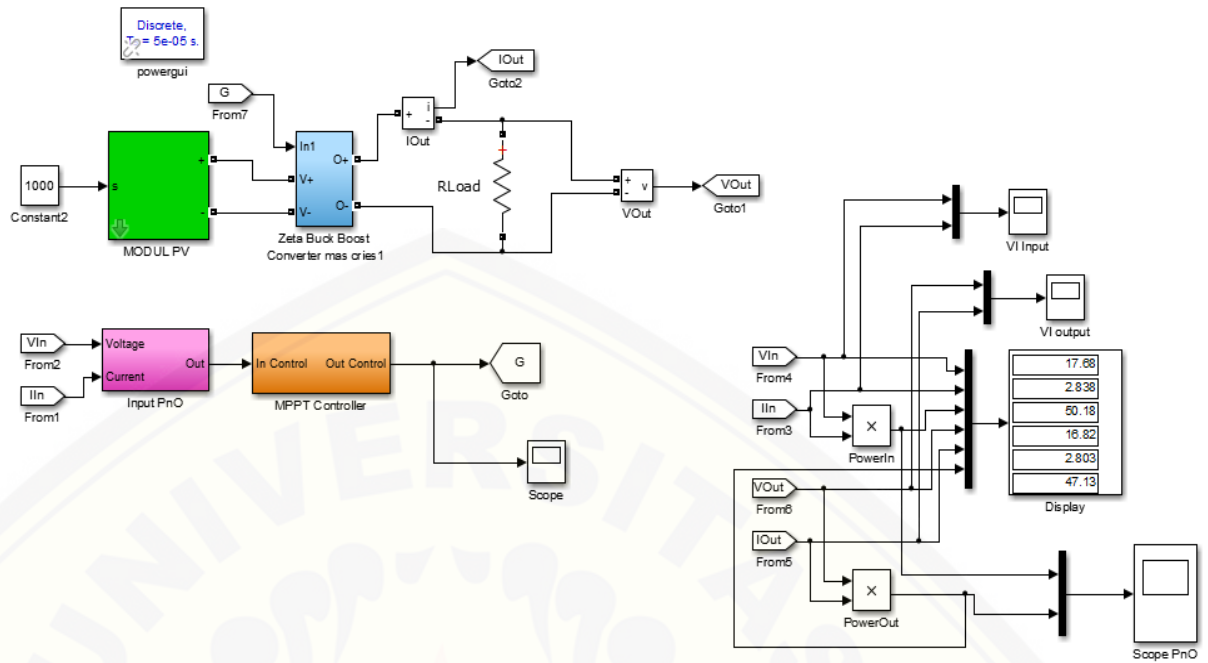 Discrete,
= 5e-05 s.
powergui
G
From7
IOut
Goto2
+
i
-
IOut
1000
Constant2
s
+
-
MODUL PV
In1
V+
V-
O+
O-
Zeta Buck Boost
Converter mas cries1
+
RLoad
+
-
v
VOut
VOut
Goto1
VI Input
VI output
VIn
From2
IIn
From1
Voltage
Current
Out
Input PnO
In Control
Out Control
MPPT Controller
G
Goto
Scope
VIn
From4
IIn
From3
×
PowerIn
VOut
From6
IOut
From5
×
PowerOut
17.68
2.838
50.18
16.82
2.803
47.13
Display
Scope PnO
UNIVERSITAS